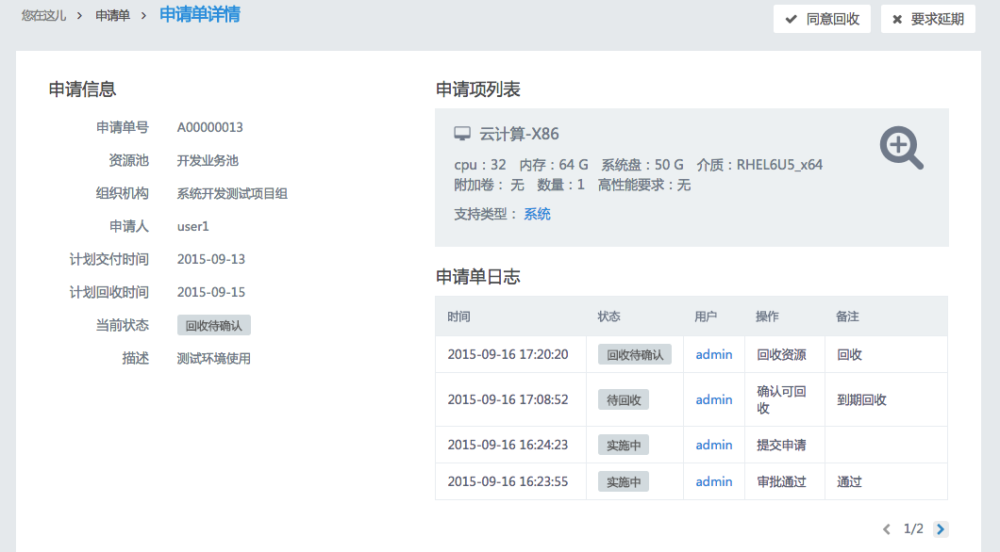 您在这儿 > 申请单 > 申请单详情
同意回收
要求延期
申请信息
申请单号 A00000013
资源池 开发业务池
组织机构 系统开发测试项目组
申请人 user1
计划交付时间 2015-09-13
计划回收时间 2015-09-15
当前状态 回收待确认
描述 测试环境使用
申请项列表
云计算-X86
cpu：32 内存：64 G 系统盘：50 G 介质：RHEL6U5_x64
附加卷： 无 数量：1 高性能要求：无
支持类型： 系统
申请单日志
时间 状态 用户 操作 备注
2015-09-16 17:20:20 回收待确认 admin 回收资源 回收
2015-09-16 17:08:52 待回收 admin 确认可回
收 到期回收
2015-09-16 16:24:23 实施中 admin 提交申请
2015-09-16 16:23:55 实施中 admin 审批通过 通过
1/2